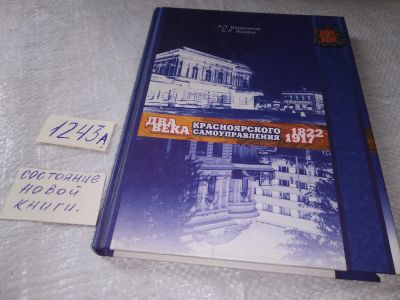 1243А
состояние
новой
книги.
ДВА
ВЕКА
КРАСНОЯРСКОГО
САМОУПРАВЛЕНИЯ
1822
1917